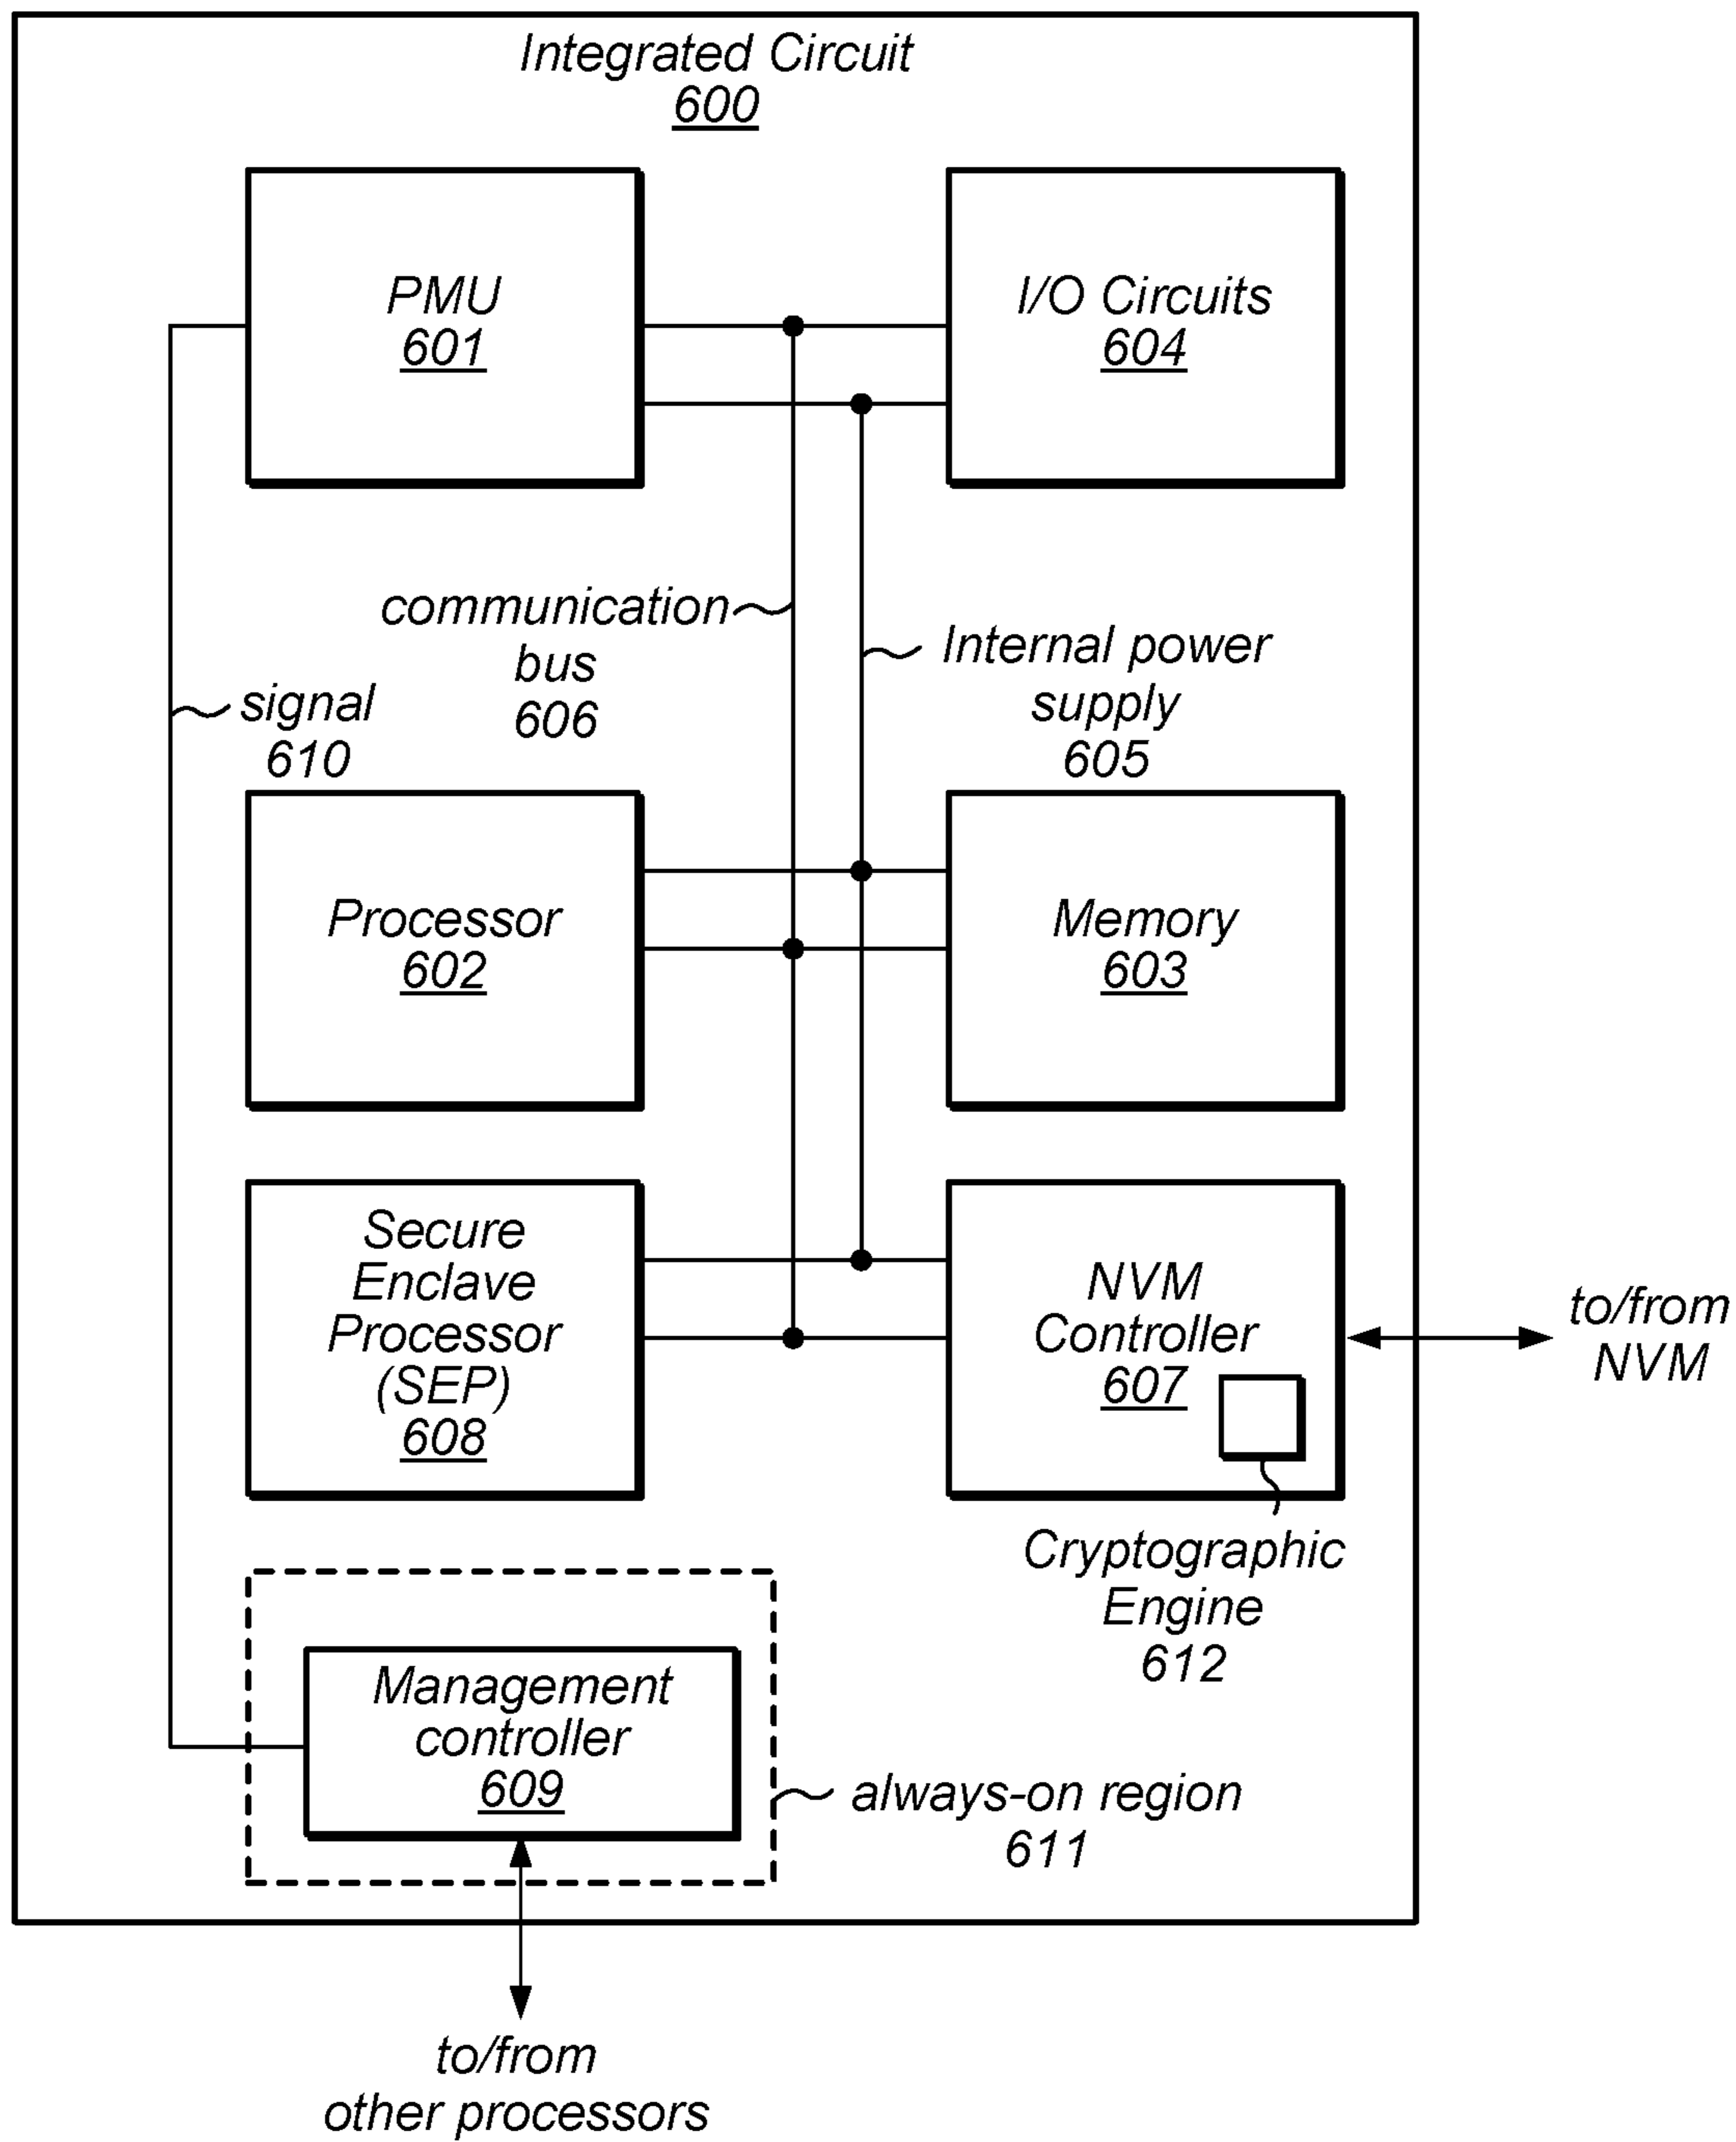 Integrated Circuit
600
PMU
601
I/O Circuits
604
communication
bus
606
Internal power
supply
605
signal
610
Processor
602
Memory
603
Secure
Enclave
Processor
(SEP)
608
NVM
Controller
607
to/from
NVM
Cryptographic
Engine
612
Management
controller
609
always-on region
611
to/from
other processors